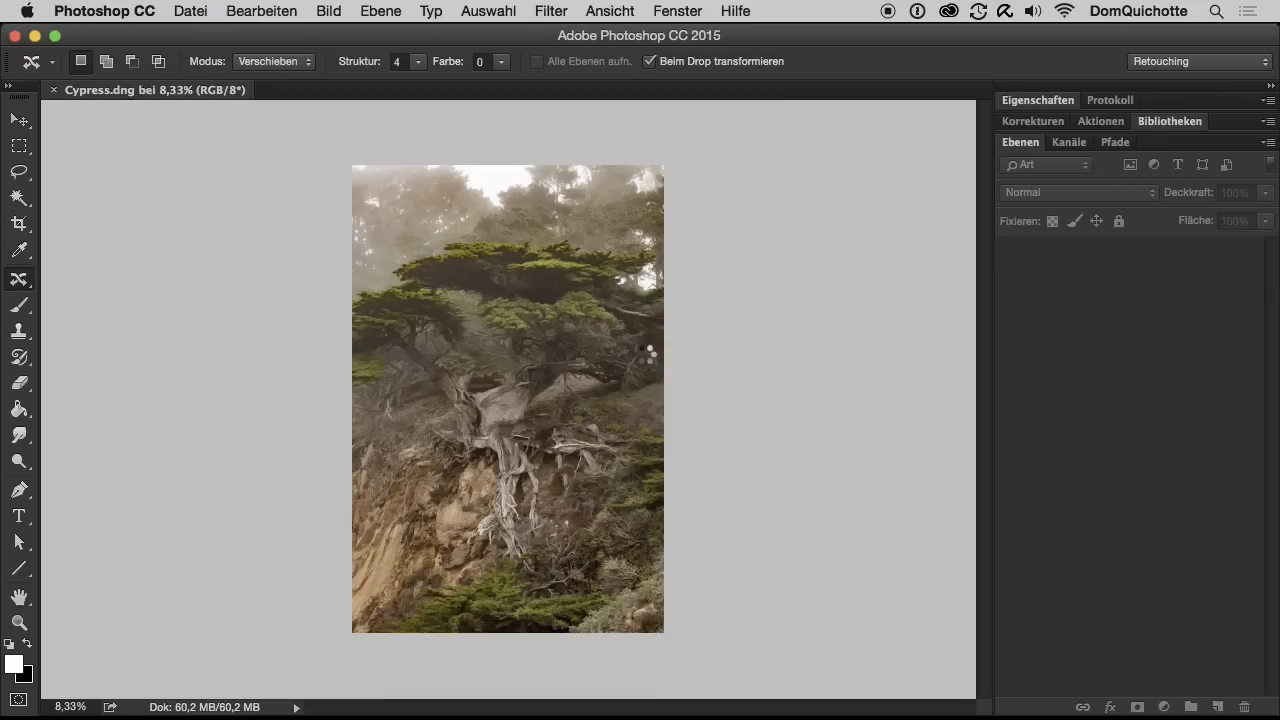 Photoshop CC Datei Bearbeiten Bild Ebene Typ Auswahl Filter Ansicht Fenster Hilfe DomQuichotte
Adobe Photoshop CC 2015
Modus: Verschieben Struktur: 4 Farbe: 0 Alle Ebenen aufn. Beim Drop transformieren Retouching
× Cypress.dng bei 8,33% (RGB/8*)
Eigenschaften Protokoll
Korrekturen Aktionen Bibliotheken
Ebenen Kanäle Pfade
Art
Normal Deckkraft: 100%
Fixieren: Fläche: 100%
T
8,33% Dok: 60,2 MB/60,2 MB
fx